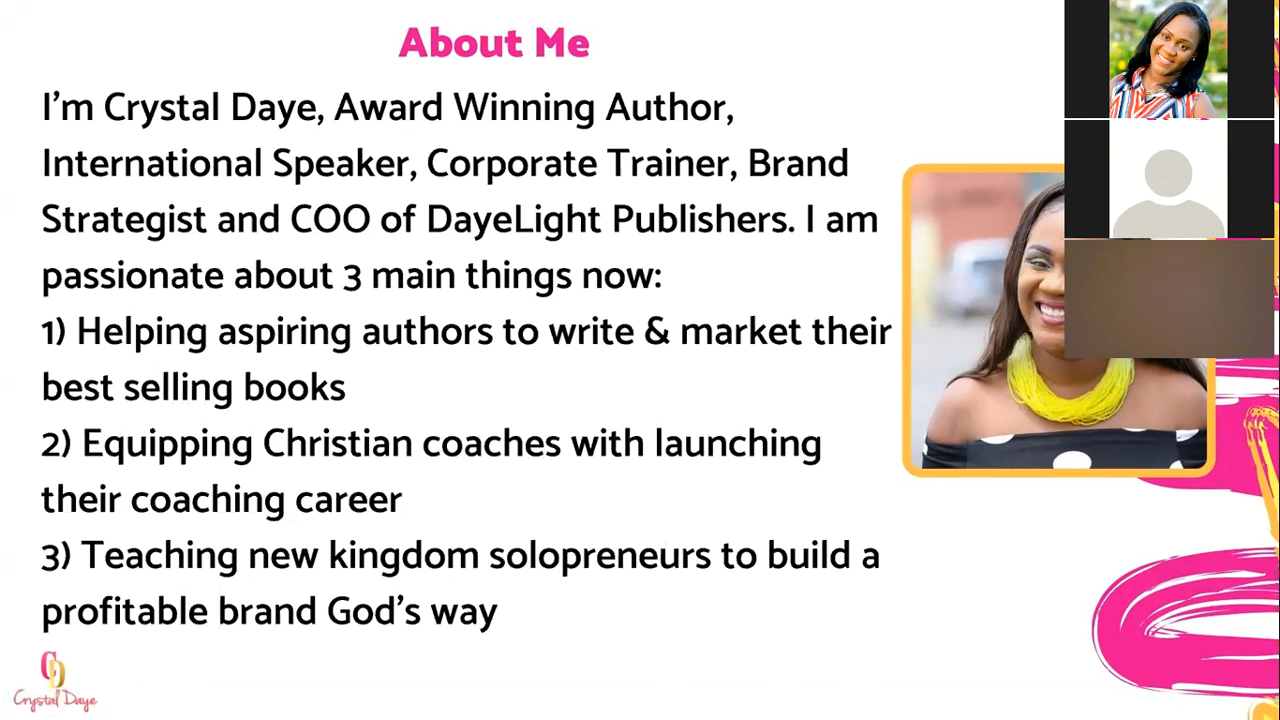 About Me
I'm Crystal Daye, Award Winning Author,
International Speaker, Corporate Trainer, Brand
Strategist and COO of DayeLight Publishers. I am
passionate about 3 main things now:
1) Helping aspiring authors to write & market their
best selling books
2) Equipping Christian coaches with launching
their coaching career
3) Teaching new kingdom solopreneurs to build a
profitable brand God's way
CD
Crystal Daye